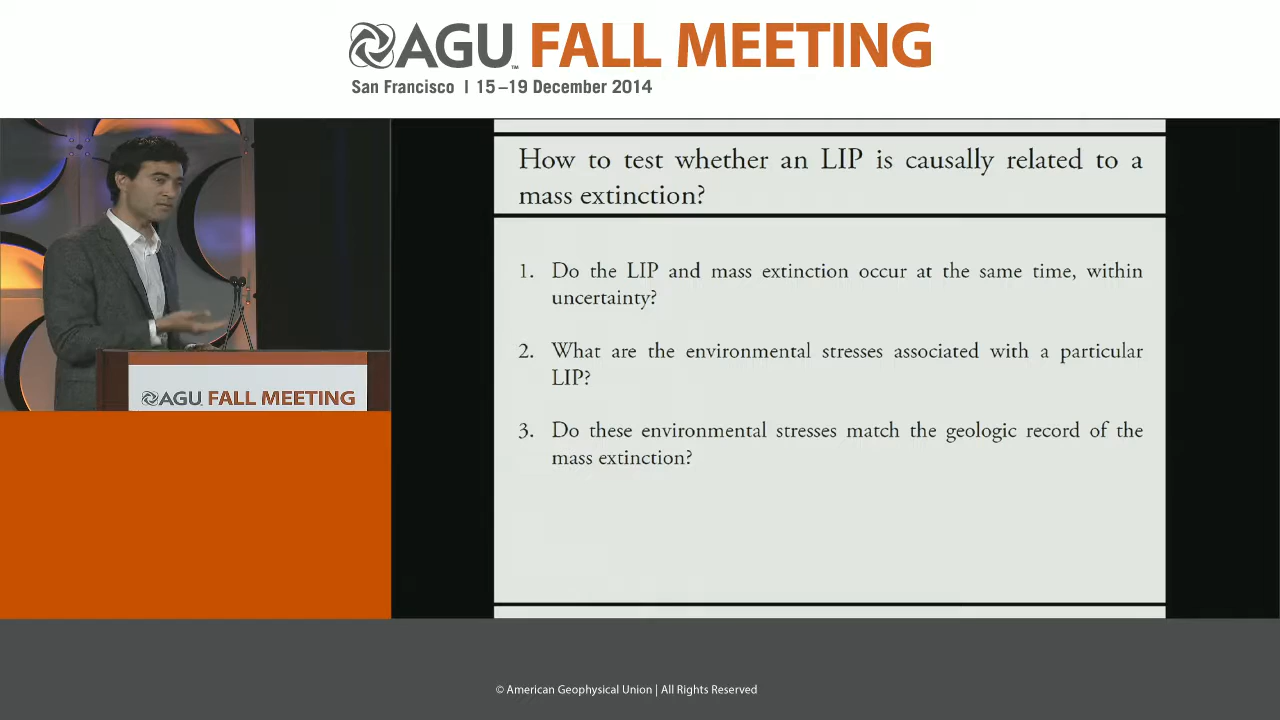 AGU™ FALL MEETING
San Francisco | 15–19 December 2014
How to test whether an LIP is causally related to a
mass extinction?
1. Do the LIP and mass extinction occur at the same time, within
uncertainty?
2. What are the environmental stresses associated with a particular
LIP?
3. Do these environmental stresses match the geologic record of the
mass extinction?
AGU FALL MEETING
© American Geophysical Union | All Rights Reserved